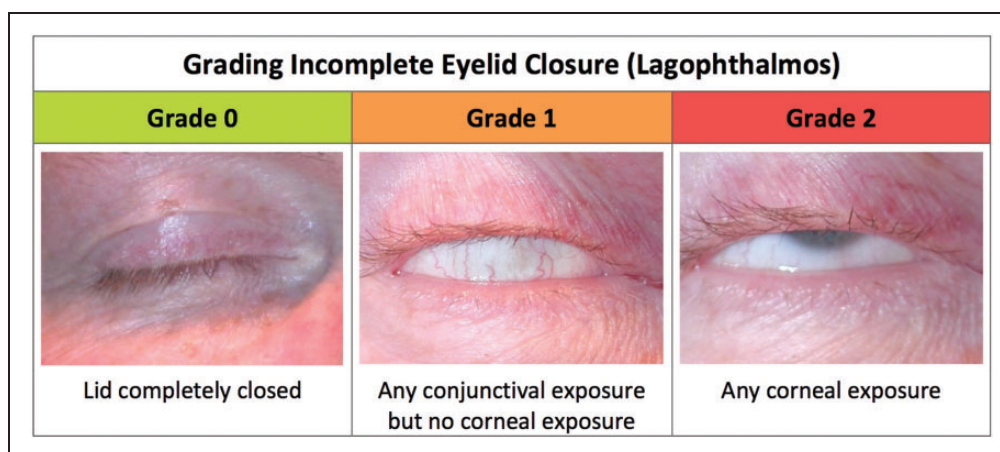 Grading Incomplete Eyelid Closure (Lagophthalmos)
Grade 0
Grade 1
Grade 2
Lid completely closed
Any conjunctival exposure
but no corneal exposure
Any corneal exposure